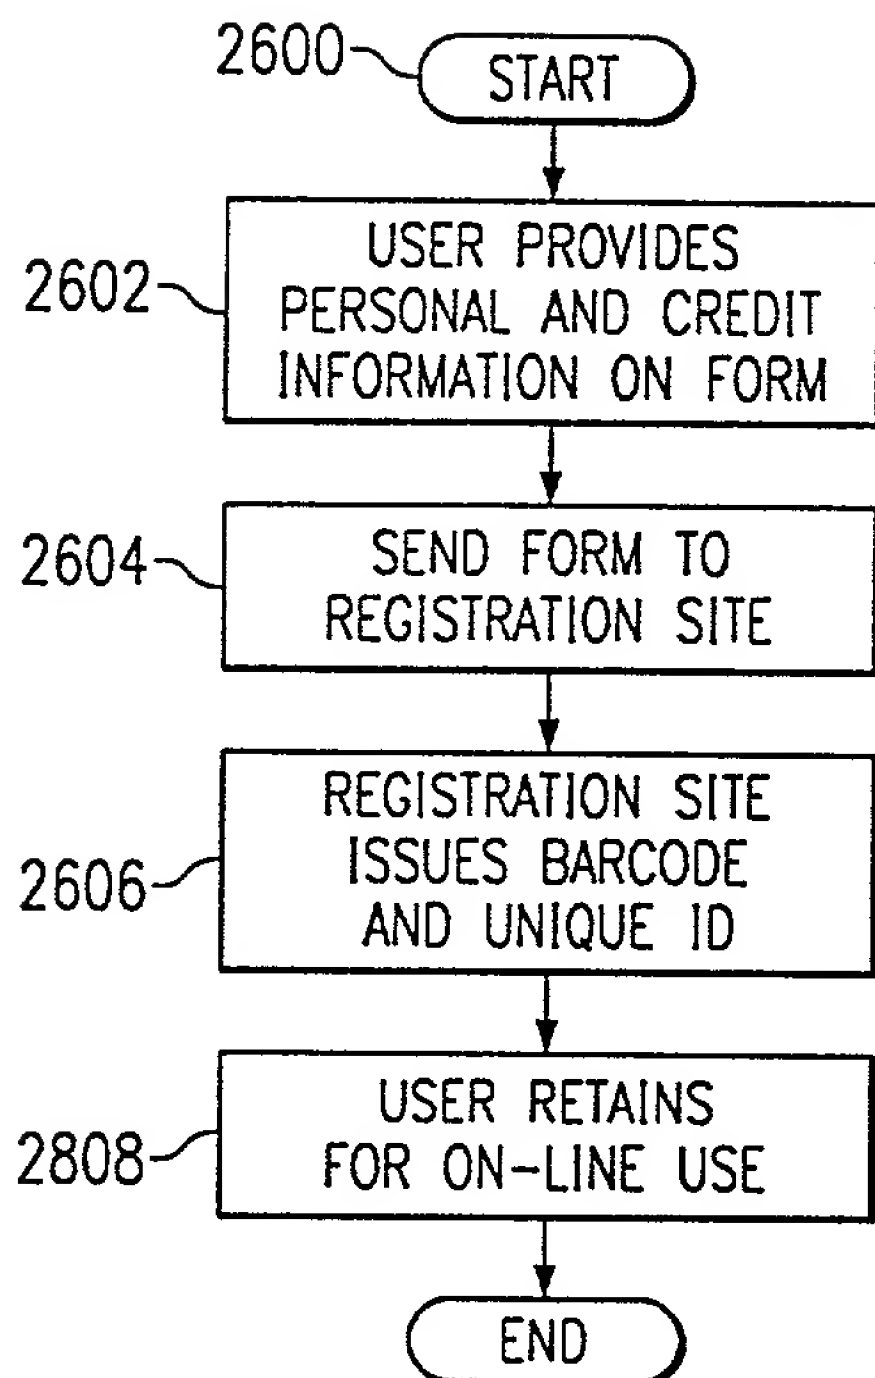 2600
START
2602
USER PROVIDES
PERSONAL AND CREDIT
INFORMATION ON FORM
2604
SEND FORM TO
REGISTRATION SITE
2606
REGISTRATION SITE
ISSUES BARCODE
AND UNIQUE ID
2808
USER RETAINS
FOR ON-LINE USE
END